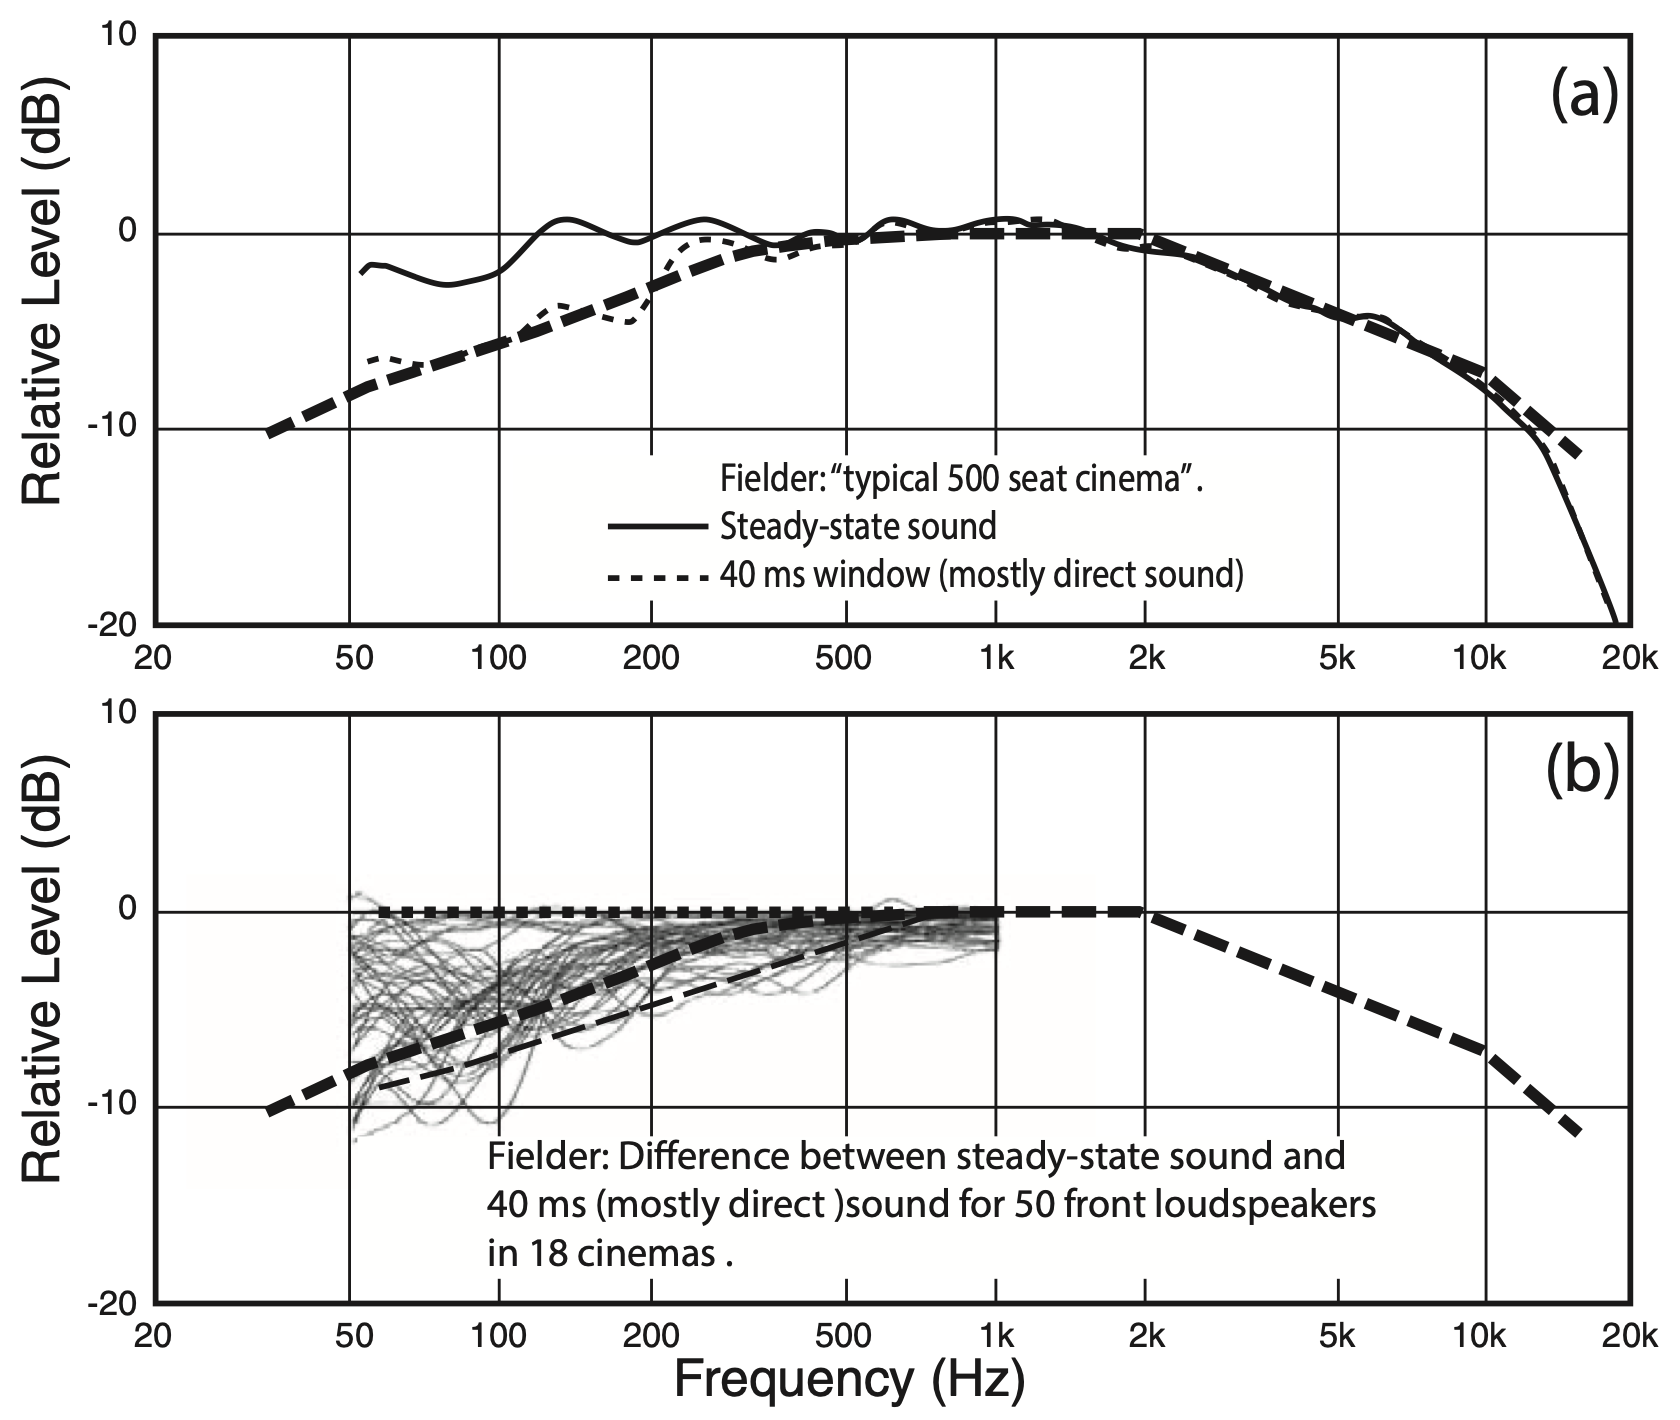 (a)
Relative Level (dB)
10
0
-10
-20
Fielder: “typical 500 seat cinema” .
Steady-state sound
40 ms window (mostly direct sound)
20 50 100 200 500 1k 2k 5k 10k 20k
(b)
Relative Level (dB)
10
0
-10
-20
Fielder: Difference between steady-state sound and
40 ms (mostly direct )sound for 50 front loudspeakers
in 18 cinemas .
20 50 100 200 500 1k 2k 5k 10k 20k
Frequency (Hz)